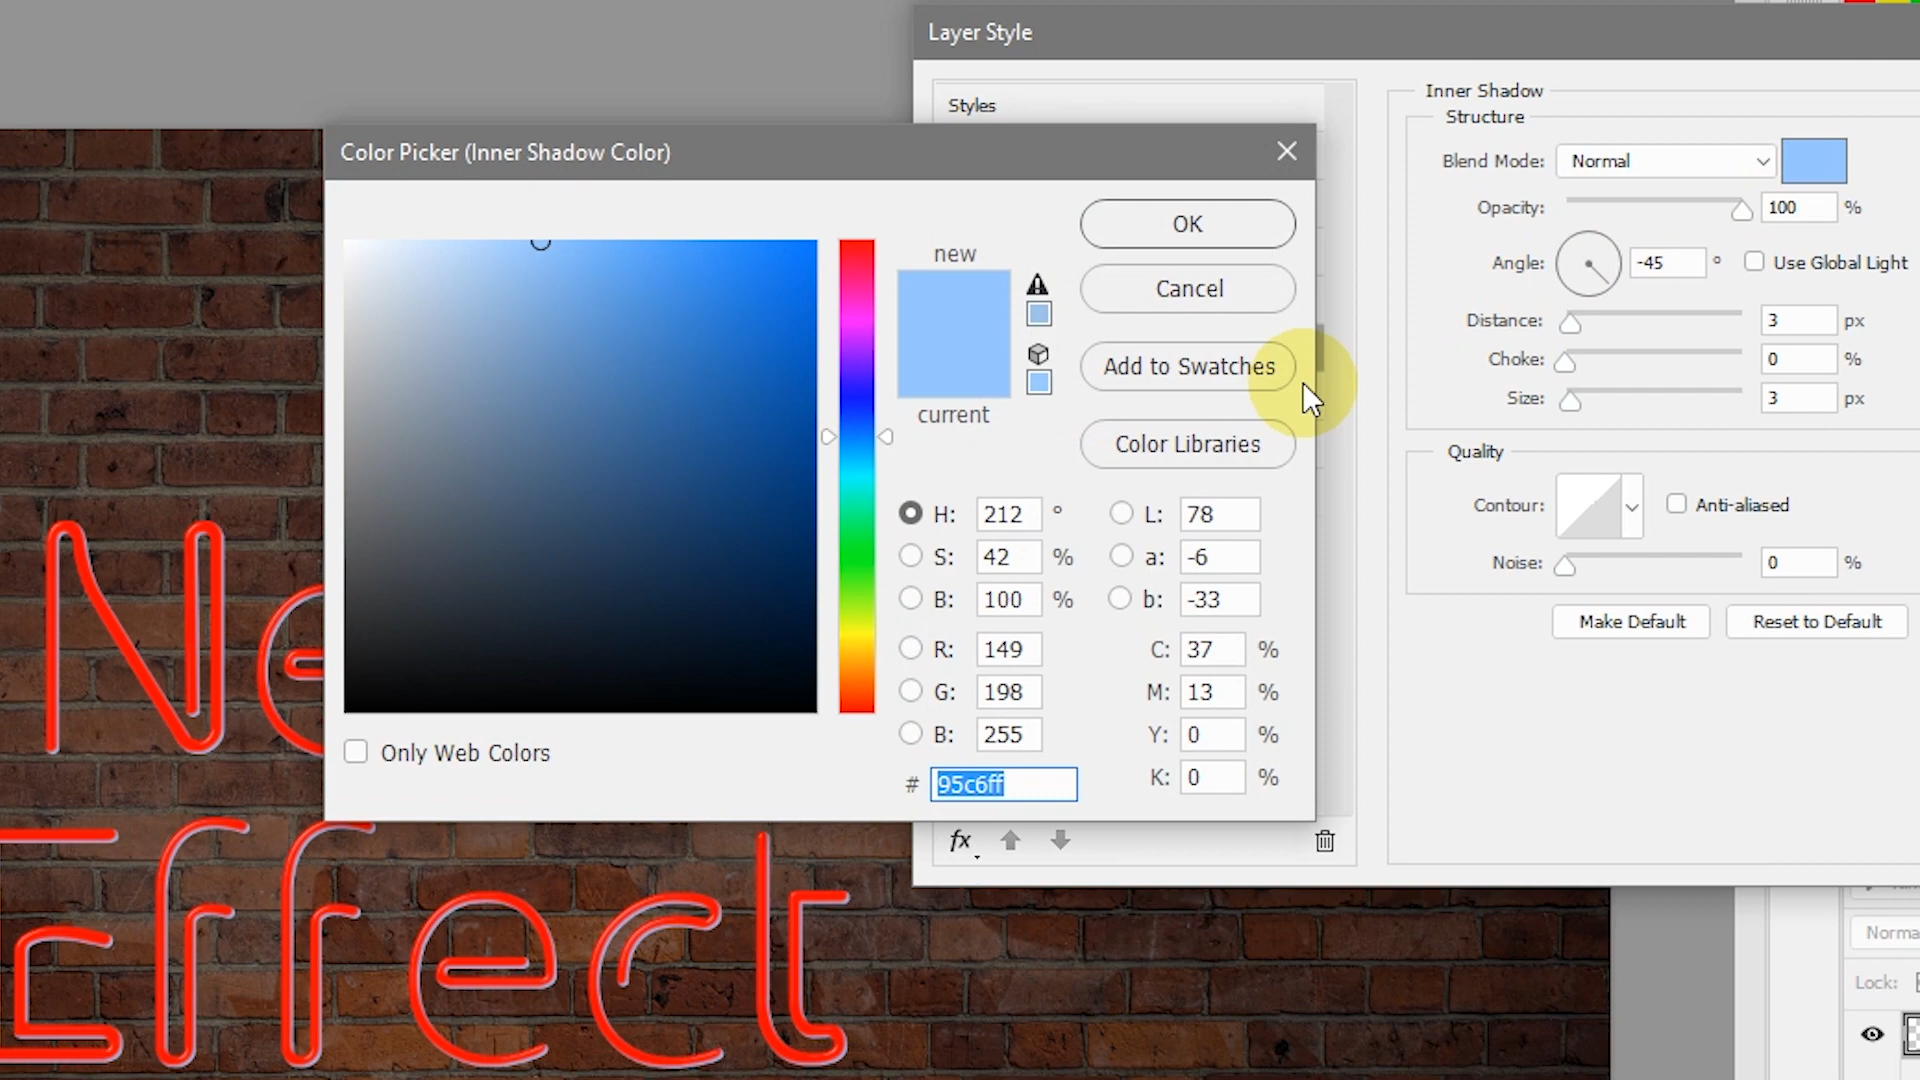 Layer Style
Styles
Inner Shadow
Structure
Blend Mode: Normal
Opacity: 100 %
Angle: -45 ° Use Global Light
Distance: 3 px
Choke: 0 %
Size: 3 px
Quality
Contour: Anti-aliased
Noise: 0 %
Make Default Reset to Default
Color Picker (Inner Shadow Color)
new
current
OK
Cancel
Add to Swatches
Color Libraries
H: 212 ° L: 78
S: 42 % a: -6
B: 100 % b: -33
R: 149 C: 37 %
G: 198 M: 13 %
B: 255 Y: 0 %
# 95c6ff K: 0 %
Only Web Colors
fx
Ne
Effect
Norma
Lock: